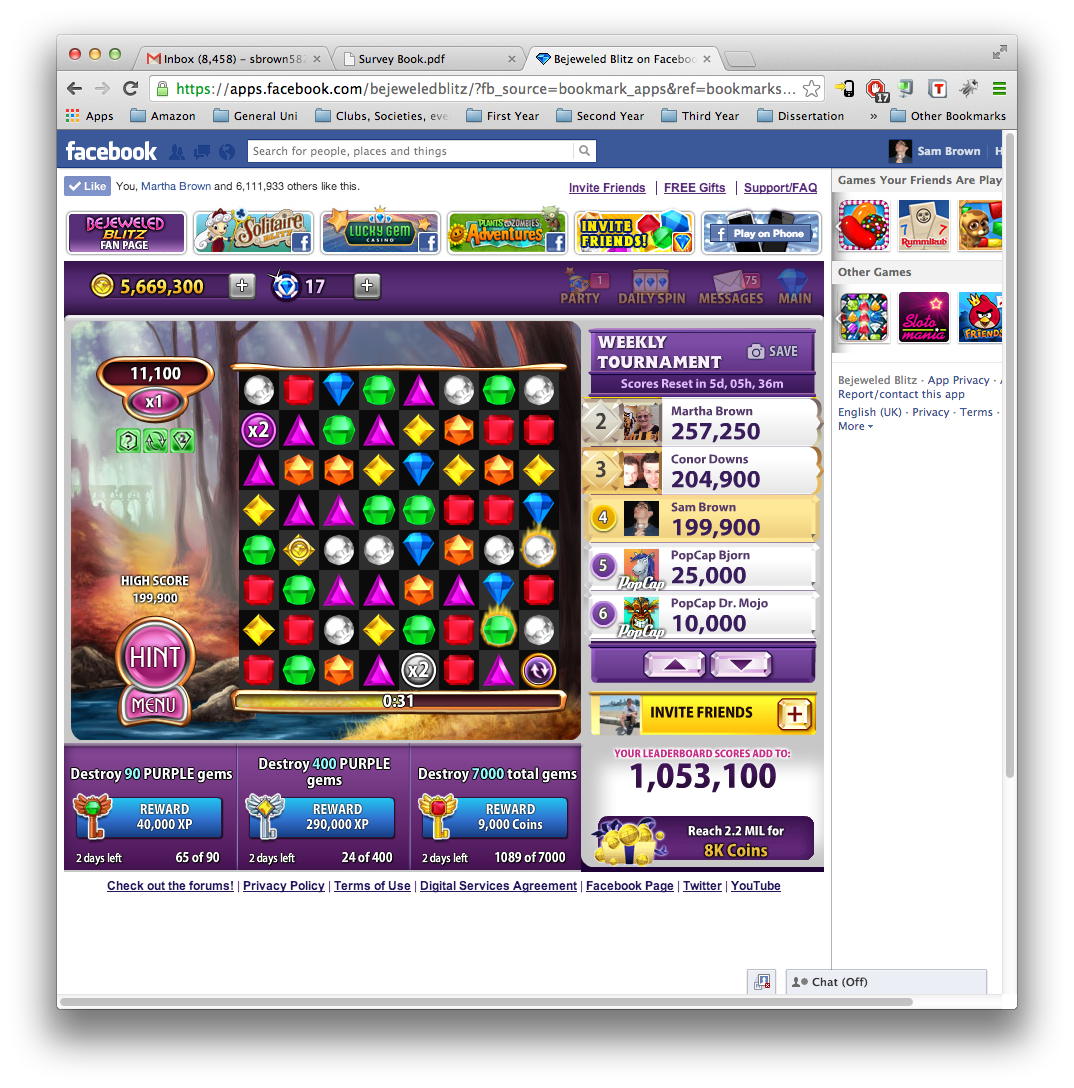 Inbox (8,458) – sbrown582
Survey Book.pdf
Bejeweled Blitz on Faceboo
https://apps.facebook.com/bejeweledblitz/?fb_source=bookmark_apps&ref=bookmarks...
17
T
Apps
Amazon
General Uni
Clubs, Societies, eve
First Year
Second Year
Third Year
Dissertation
»
Other Bookmarks
facebook
Search for people, places and things
Sam Brown
H
Like
You, Martha Brown and 6,111,933 others like this.
Invite Friends | FREE Gifts | Support/FAQ
BEJEWELED
BLITZ
FAN PAGE
Solitaire
BLITZ
LUCKY GEM
CASINO
PLANTS ZOMBIES
Adventures
INVITE
FRIENDS!
Play on Phone
5,669,300
+
17
+
1
PARTY
DAILY SPIN
75
MESSAGES
MAIN
11,100
x1
WEEKLY
TOURNAMENT
SAVE
Scores Reset in 5d, 05h, 36m
2
Martha Brown
257,250
3
Conor Downs
204,900
4
Sam Brown
199,900
5
PopCap Bjorn
25,000
PopCap
6
PopCap Dr. Mojo
10,000
PopCap
x2
x2
HIGH SCORE
199,900
HINT
MENU
0:31
INVITE FRIENDS
+
YOUR LEADERBOARD SCORES ADD TO:
1,053,100
Reach 2.2 MIL for
8K Coins
Destroy 90 PURPLE gems
REWARD
40,000 XP
2 days left
65 of 90
Destroy 400 PURPLE
gems
REWARD
290,000 XP
2 days left
24 of 400
Destroy 7000 total gems
REWARD
9,000 Coins
2 days left
1089 of 7000
Check out the forums! | Privacy Policy | Terms of Use | Digital Services Agreement | Facebook Page | Twitter | YouTube
Games Your Friends Are Play
Rummikub
Other Games
Sloto
mania
FRIENDS
Bejeweled Blitz · App Privacy ·
Report/contact this app
English (UK) · Privacy · Terms ·
More
Chat (Off)